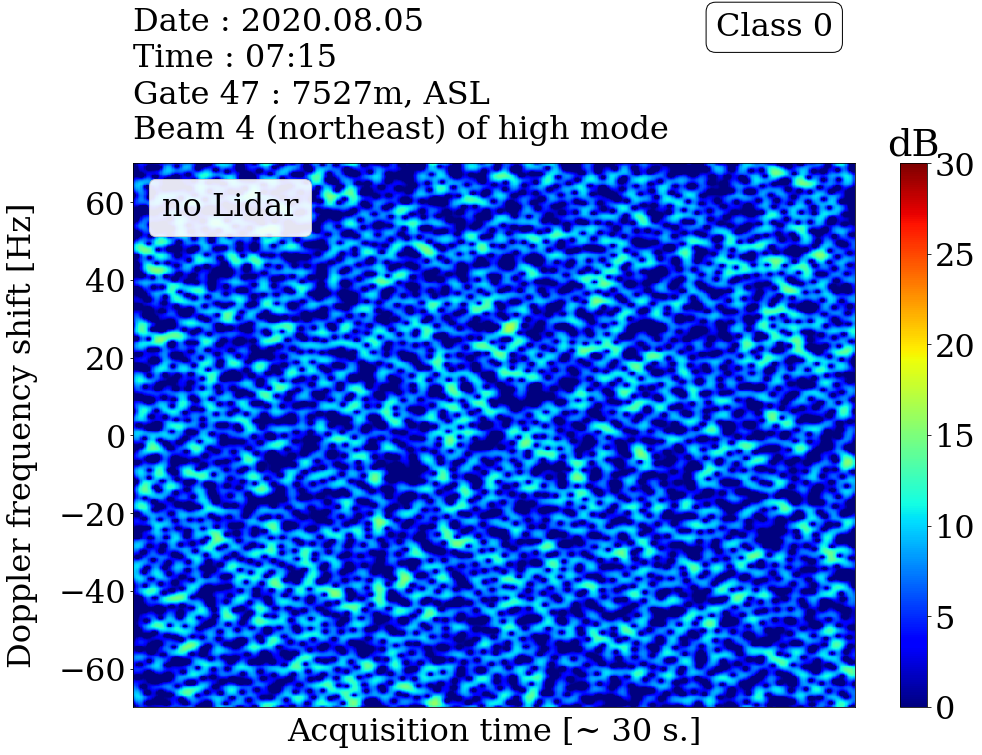 Date : 2020.08.05
Time : 07:15
Gate 47 : 7527m, ASL
Beam 4 (northeast) of high mode
Class 0
dB
no Lidar
Doppler frequency shift [Hz]
60
40
20
0
−20
−40
−60
30
25
20
15
10
5
0
Acquisition time [~ 30 s.]